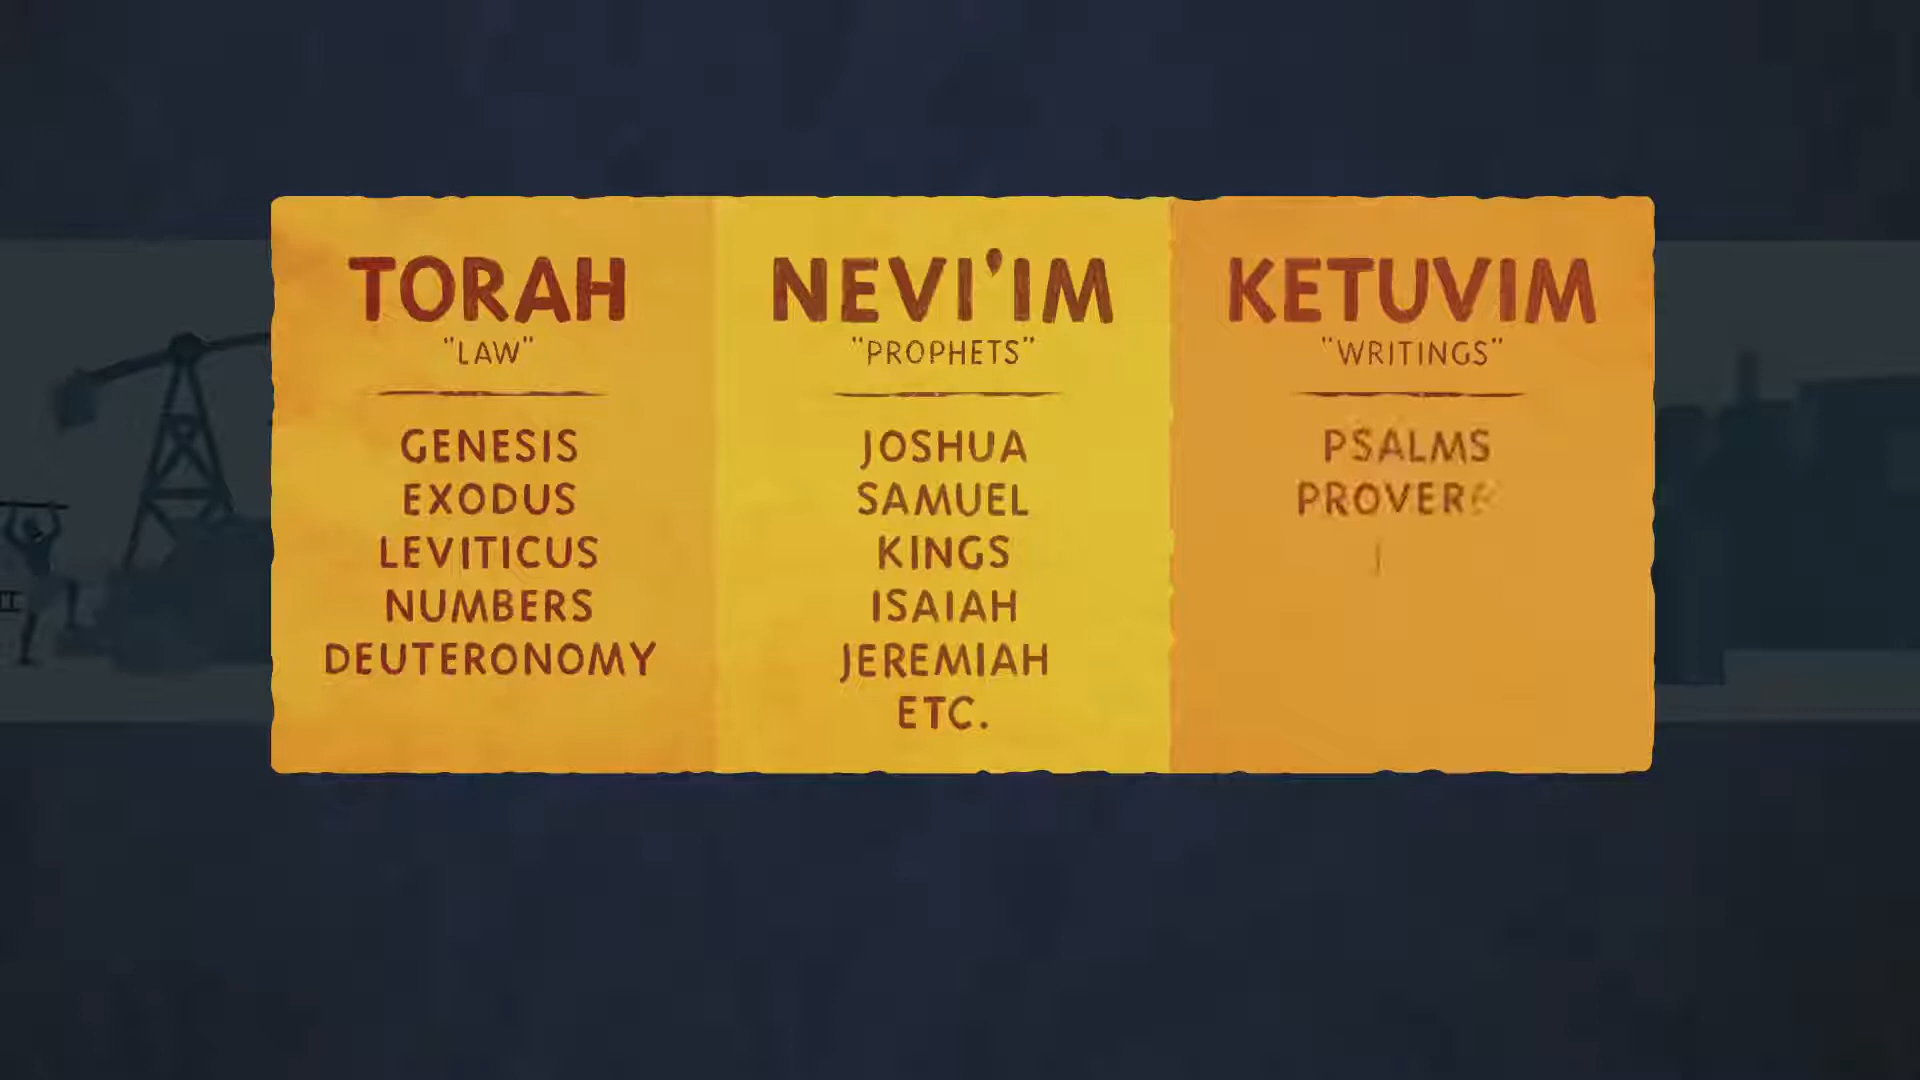 TORAH
"LAW"
GENESIS
EXODUS
LEVITICUS
NUMBERS
DEUTERONOMY
NEVI'IM
"PROPHETS"
JOSHUA
SAMUEL
KINGS
ISAIAH
JEREMIAH
ETC.
KETUVIM
"WRITINGS"
PSALMS